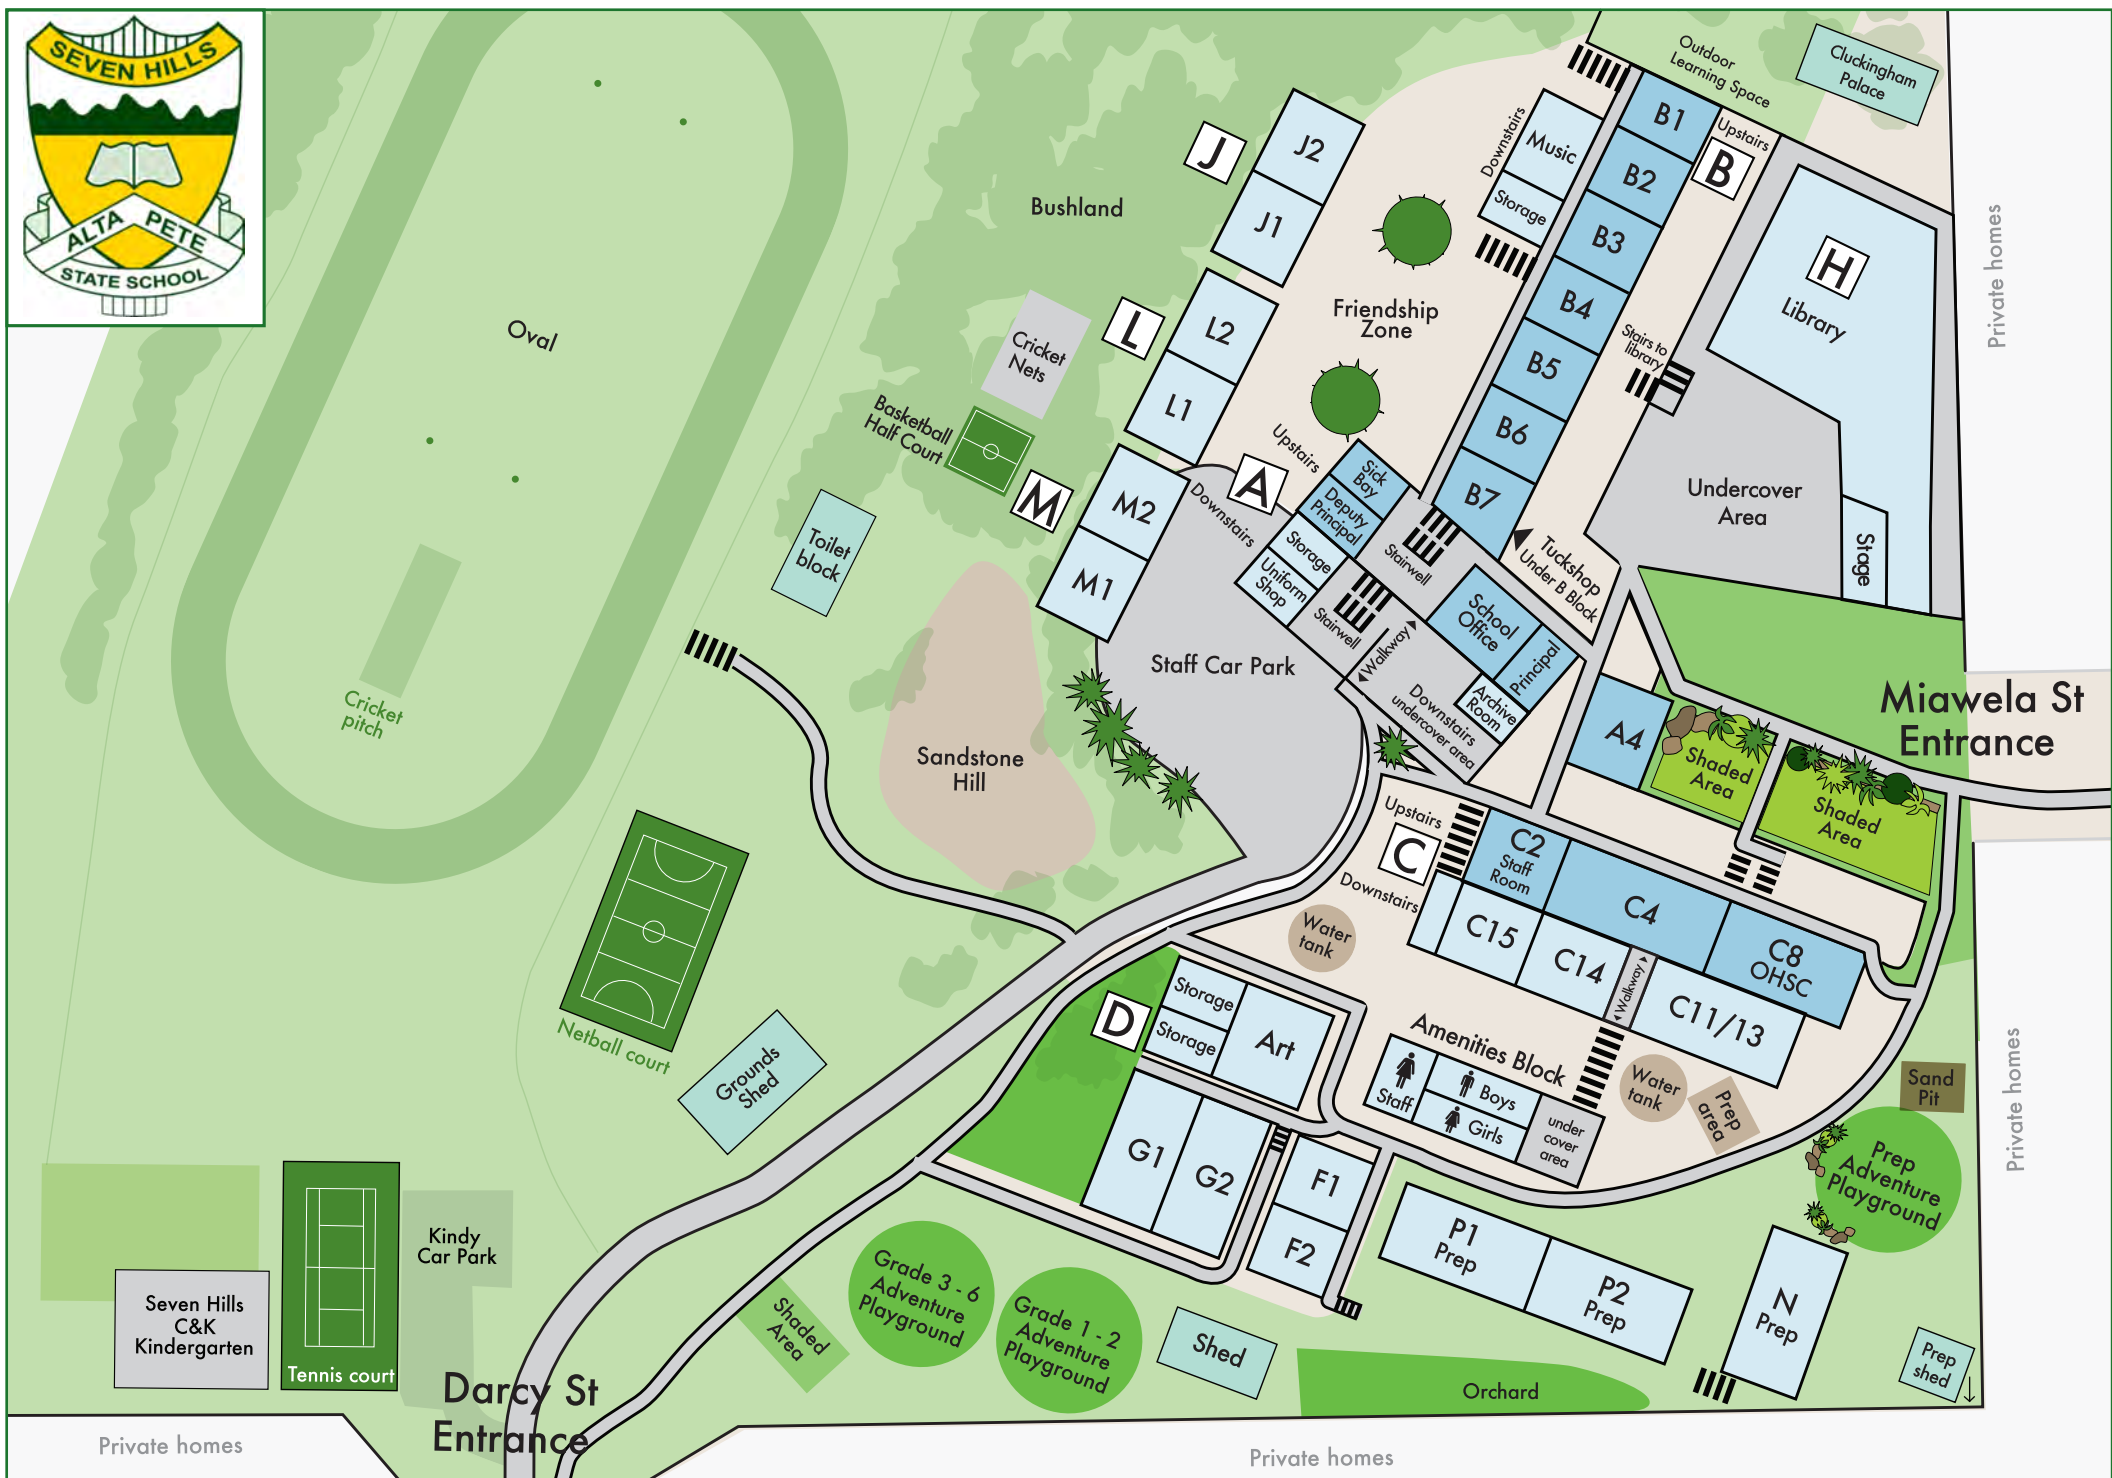 SEVEN HILLS
ALTA PETE
STATE SCHOOL
Oval
Cricket
pitch
Bushland
Cricket
Nets
Basketball
Half Court
Toilet
block
Sandstone
Hill
Netball court
Grounds
Shed
Kindy
Car Park
Seven Hills
C&K
Kindergarten
Tennis court
Darcy St
Entrance
Private homes
J
J2
J1
L
L2
L1
M
M2
M1
Friendship
Zone
Downstairs
Music
Storage
Outdoor
Learning Space
Cluckingham
Palace
Upstairs
B
B1
B2
B3
B4
B5
B6
B7
H
Library
Stairs to
library
Undercover
Area
Stage
Private homes
Tuckshop
Under B Block
Upstairs
A
Downstairs
Sick
Bay
Deputy
Principal
Storage
Uniform
Shop
Stairwell
Stairwell
Walkway
School
Office
Principal
Archive
Room
Downstairs
undercover area
Staff Car Park
A4
Shaded
Area
Shaded
Area
Miawela St
Entrance
Upstairs
C
Downstairs
C2
Staff
Room
C4
C8
OHSC
C15
C14
Walkway
C11/13
Water
tank
Amenities Block
Staff
Boys
Girls
under
cover
area
Water
tank
Prep
area
Sand
Pit
Prep
Adventure
Playground
Private homes
D
Storage
Storage
Art
G1
G2
F1
F2
P1
Prep
P2
Prep
N
Prep
Prep
shed
Shaded
Area
Grade 3 - 6
Adventure
Playground
Grade 1 - 2
Adventure
Playground
Shed
Orchard
Private homes